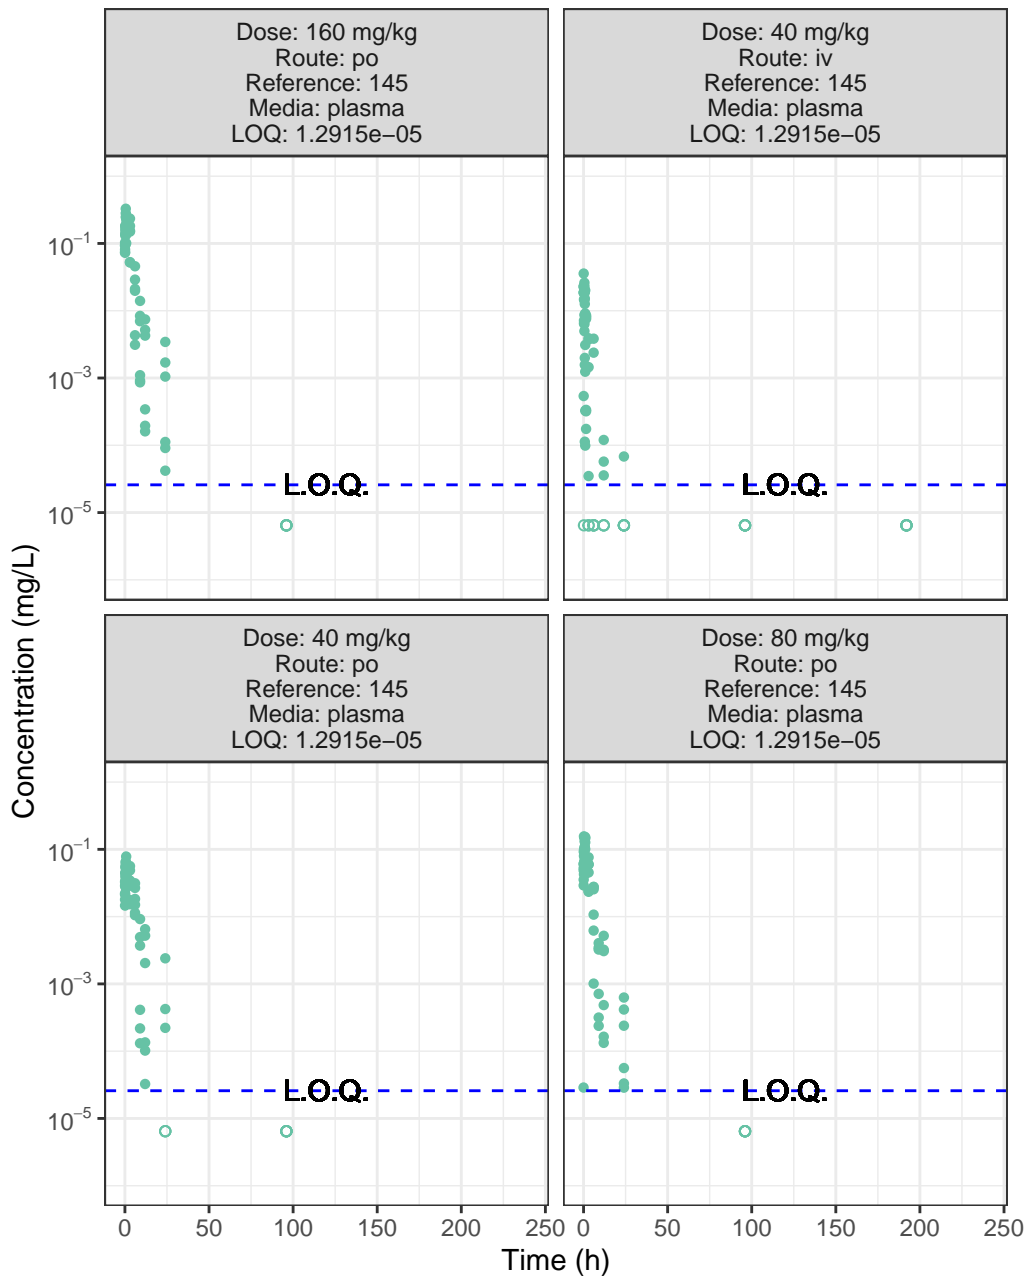 Dose: 160 mg/kg
Route: po
Reference: 145
Media: plasma
LOQ: 1.2915e−05
Dose: 40 mg/kg
Route: iv
Reference: 145
Media: plasma
LOQ: 1.2915e−05
10−1
10−3
10−5
L.O.Q.
L.O.Q.
Dose: 40 mg/kg
Route: po
Reference: 145
Media: plasma
LOQ: 1.2915e−05
Dose: 80 mg/kg
Route: po
Reference: 145
Media: plasma
LOQ: 1.2915e−05
10−1
10−3
10−5
L.O.Q.
L.O.Q.
0 50 100 150 200 250
0 50 100 150 200 250
Time (h)
Concentration (mg/L)